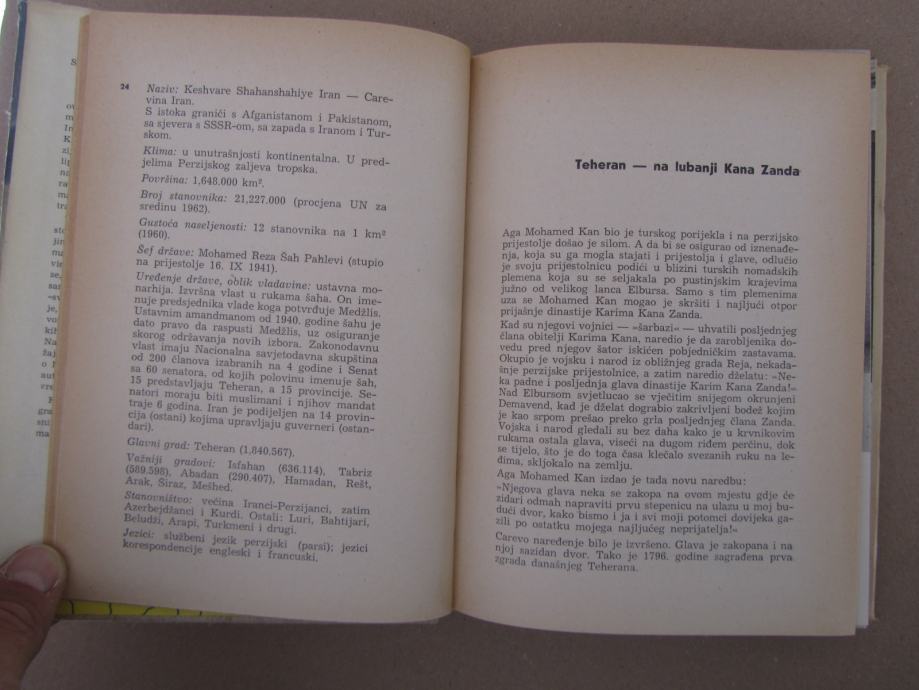 24
Naziv: Keshvare Shahanshahiye Iran — Care-
vina Iran.
S istoka graniči s Afganistanom i Pakistanom,
sa sjevera s SSSR-om, sa zapada s Iranom i Tur-
skom.
Klima: u unutrašnjosti kontinentalna. U pred-
jelima Perzijskog zaljeva tropska.
Površina: 1,648.000 km².
Broj stanovnika: 21,227.000 (procjena UN za
sredinu 1962).
Gustoća naseljenosti: 12 stanovnika na 1 km²
(1960).
Šef države: Mohamed Reza Šah Pahlevi (stupio
na prijestolje 16. IX 1941).
Uređenje države, oblik vladavine: ustavna mo-
narhija. Izvršna vlast u rukama šaha. On ime-
nuje predsjednika vlade koga potvrđuje Medžlis.
Ustavnim amandmanom od 1940. godine šahu je
dato pravo da raspusti Medžlis, uz osiguranje
skorog održavanja novih izbora. Zakonodavnu
vlast imaju Nacionalna savjetodavna skupština
od 200 članova izabranih na 4 godine i Senat
sa 60 senatora, od kojih polovinu imenuje šah,
15 predstavljaju Teheran, a 15 provincije. Se-
natori moraju biti muslimani i njihov mandat
traje 6 godina. Iran je podijeljen na 14 provin-
cija (ostani) kojima upravljaju guverneri (ostan-
dari).
Glavni grad: Teheran (1,840.567).
Važniji gradovi: Isfahan (636.114), Tabriz
(589.598), Abadan (290.407), Hamadan, Rešt,
Arak, Širaz, Mešhed.
Stanovništvo: većina Iranci-Perzijanci, zatim
Azerbejdžanci i Kurdi. Ostali: Luri, Bahtijari,
Beludži, Arapi, Turkmeni i drugi.
Jezici: službeni jezik perzijski (parsi); jezici
korespondencije engleski i francuski.
Teheran — na lubanji Kana Zanda
Aga Mohamed Kan bio je turskog porijekla i na perzijsko
prijestolje došao je silom. A da bi se osigurao od iznenađe-
nja, koja su ga mogla stajati i prijestolja i glave, odlučio
je svoju prijestolnicu podići u blizini turskih nomadskih
plemena koja su se seljakala po pustinjskim krajevima
južno od velikog lanca Elbursa. Samo s tim plemenima
uza se Mohamed Kan mogao je skršiti i najljući otpor
prijašnje dinastije Karima Kana Zanda.
Kad su njegovi vojnici — »šarbazi« — uhvatili posljednjeg
člana obitelji Karima Kana, naredio je da zarobljenika do-
vedu pred njegov šator iskićen pobjedničkim zastavama.
Okupio je vojsku i narod iz obližnjeg grada Reja, nekada-
šnje perzijske prijestolnice, a zatim naredio dželatu: »Ne-
ka padne i posljednja glava dinastije Karim Kana Zanda!«
Nad Elbursom svjetlucao se vječitim snijegom okrunjeni
Demavend, kad je dželat dograbio zakrivljeni bodež kojim
je kao srpom prešao preko grla posljednjeg člana Zanda.
Vojska i narod gledali su bez daha kako je u krvnikovim
rukama ostala glava, viseći na dugom riđem perčinu, dok
se tijelo, što je do toga časa klečalo svezanih ruku na le-
đima, skljokalo na zemlju.
Aga Mohamed Kan izdao je tada novu naredbu:
»Njegova glava neka se zakopa na ovom mjestu gdje će
zidari odmah napraviti prvu stepenicu na ulazu u moj bu-
dući dvor, kako bismo i ja i svi moji potomci dovijeka ga-
zili po ostatku mojega najljućeg neprijatelja!«
Carevo naređenje bilo je izvršeno. Glava je zakopana i na
njoj sazidan dvor. Tako je 1796. godine sagrađena prva
zgrada današnjeg Teherana.